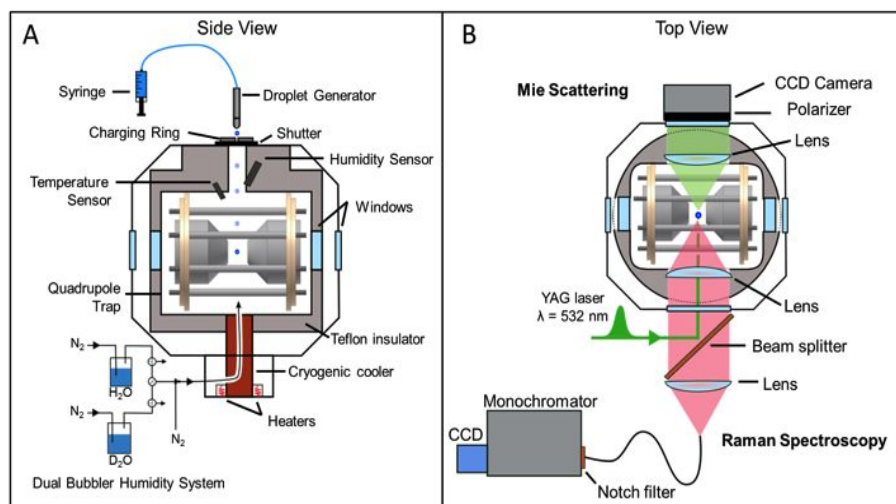 A
Side View
Syringe
Droplet Generator
Charging Ring
Shutter
Humidity Sensor
Temperature
Sensor
Windows
Quadrupole
Trap
Teflon insulator
N₂
H₂O
Cryogenic cooler
N₂
N₂
Heaters
D₂O
Dual Bubbler Humidity System
B
Top View
CCD Camera
Mie Scattering
Polarizer
Lens
YAG laser
λ = 532 nm
Lens
Beam splitter
Lens
Monochromator
CCD
Raman Spectroscopy
Notch filter